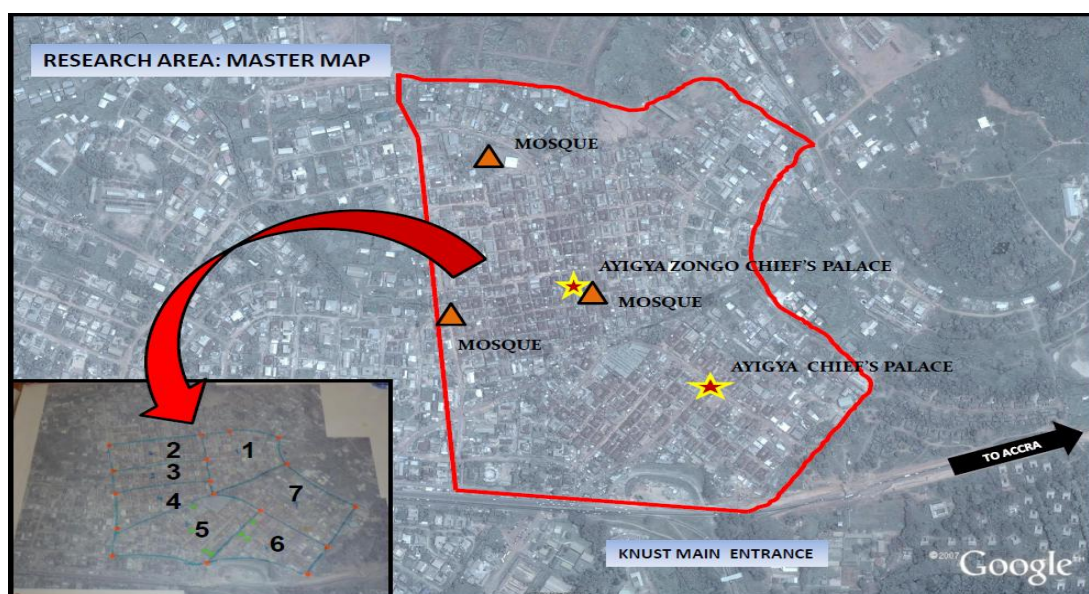 RESEARCH AREA: MASTER MAP
MOSQUE
AYIGYA ZONGO CHIEF'S PALACE
MOSQUE
MOSQUE
AYIGYA CHIEF'S PALACE
2
1
3
7
4
5
6
TO ACCRA
KNUST MAIN ENTRANCE
©2007 Google